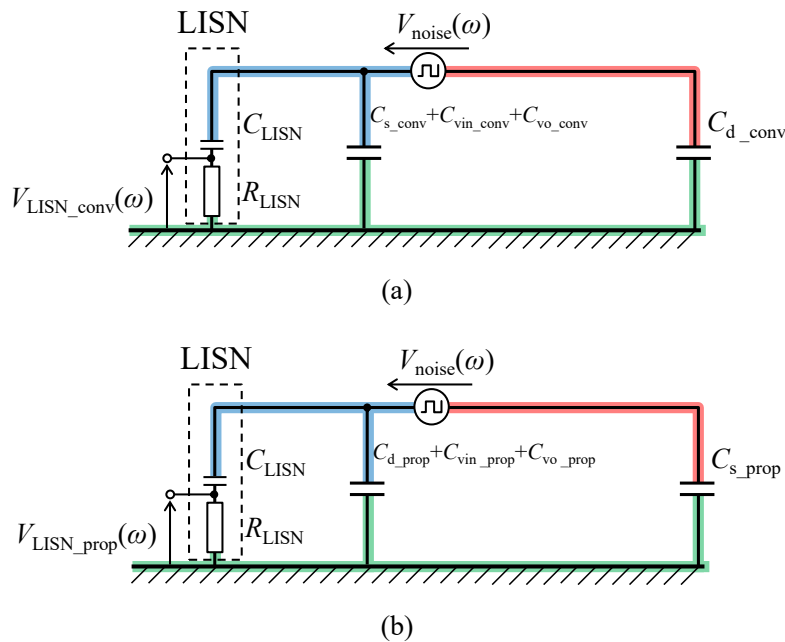 LISN
V_noise(ω)
C_LISN
C_s_conv+C_vin_conv+C_vo_conv
C_d_conv
V_LISN_conv(ω)
R_LISN
(a)
LISN
V_noise(ω)
C_LISN
C_d_prop+C_vin_prop+C_vo_prop
C_s_prop
V_LISN_prop(ω)
R_LISN
(b)